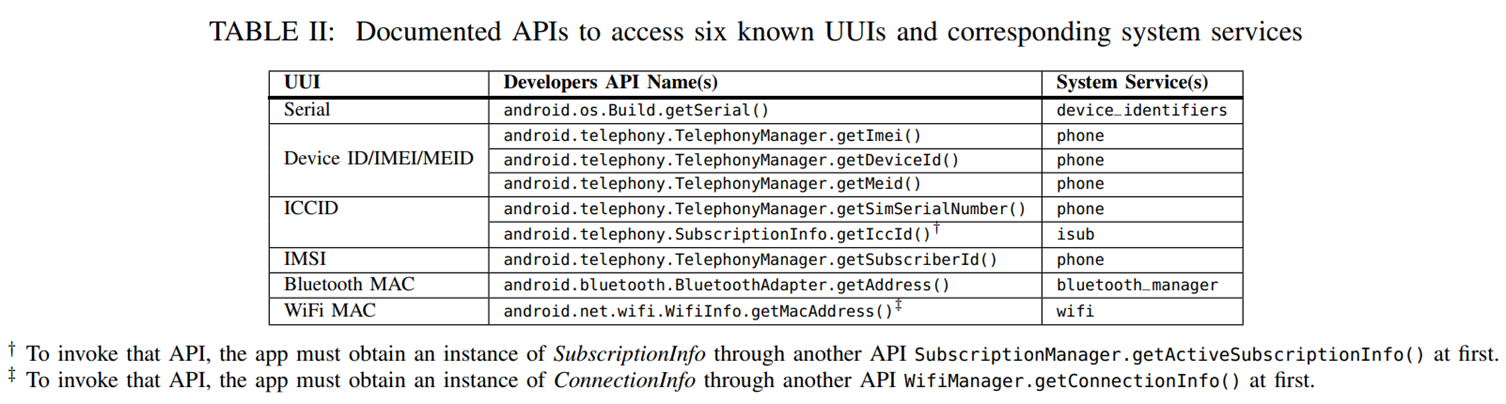 TABLE II: Documented APIs to access six known UUIs and corresponding system services
UUI Developers API Name(s) System Service(s)
Serial android.os.Build.getSerial() device_identifiers
android.telephony.TelephonyManager.getImei() phone
Device ID/IMEI/MEID android.telephony.TelephonyManager.getDeviceId() phone
android.telephony.TelephonyManager.getMeid() phone
ICCID android.telephony.TelephonyManager.getSimSerialNumber() phone
android.telephony.SubscriptionInfo.getIccId()† isub
IMSI android.telephony.TelephonyManager.getSubscriberId() phone
Bluetooth MAC android.bluetooth.BluetoothAdapter.getAddress() bluetooth_manager
WiFi MAC android.net.wifi.WifiInfo.getMacAddress()‡ wifi
† To invoke that API, the app must obtain an instance of SubscriptionInfo through another API SubscriptionManager.getActiveSubscriptionInfo() at first.
‡ To invoke that API, the app must obtain an instance of ConnectionInfo through another API WifiManager.getConnectionInfo() at first.